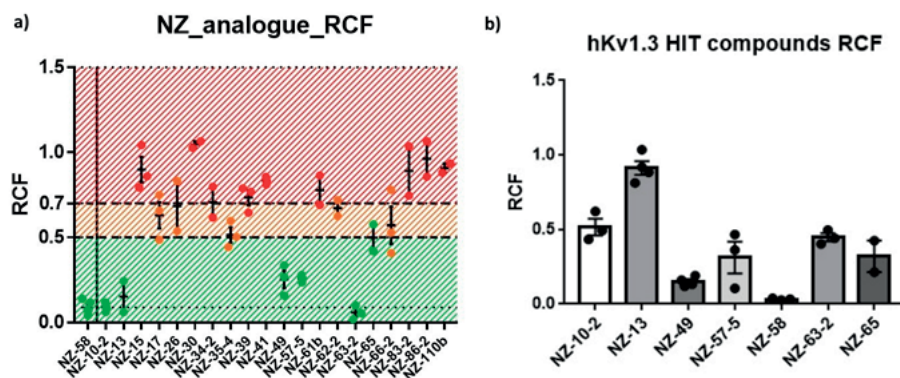 a)
NZ_analogue_RCF
RCF
1.5
1.0
0.7
0.5
0.0
NZ-58
NZ-10-2
NZ-13
NZ-15
NZ-17
NZ-26
NZ-30
NZ-34-2
NZ-35-4
NZ-39
NZ-41
NZ-49
NZ-57-5
NZ-61b
NZ-62-2
NZ-63-2
NZ-65
NZ-66-2
NZ-83-2
NZ-86-2
NZ-110b
b)
hKv1.3 HIT compounds RCF
RCF
1.5
1.0
0.5
0.0
NZ-10-2
NZ-13
NZ-49
NZ-57-5
NZ-58
NZ-63-2
NZ-65